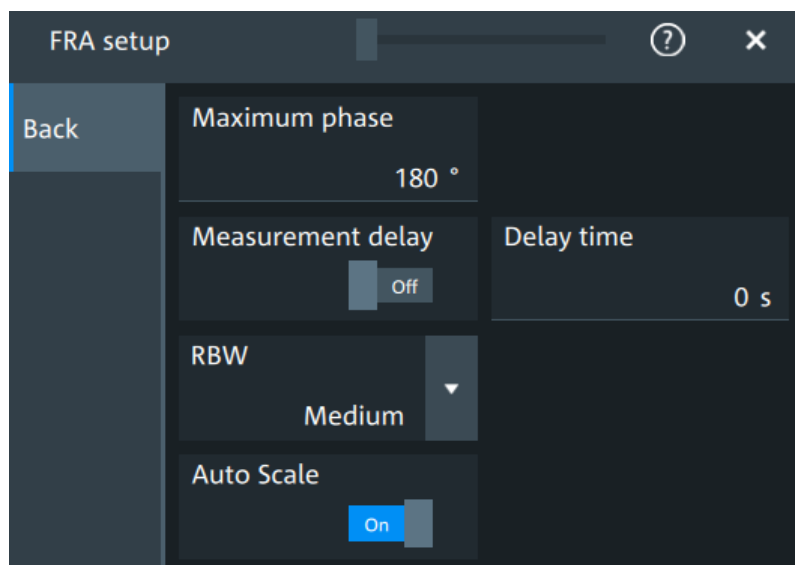 FRA setup
?
Back
Maximum phase
180 °
Measurement delay
Off
Delay time
0 s
RBW
Medium
Auto Scale
On